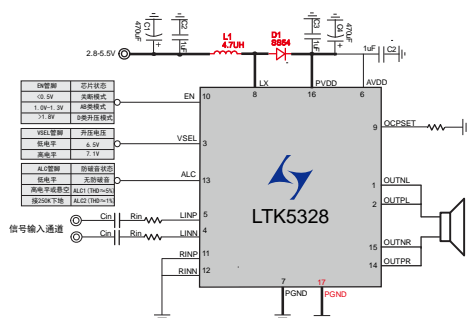 C1
470uF
C2
1uF
L1
4.7UH
D1
SS54
C3
1uF
C4
470uF
2.8-5.5V
1uF
C2
LX
PVDD
AVDD
8
16
6
EN管脚 芯片状态
<0.5V 关断模式
1.0V-1.3V AB类模式
>1.8V D类升压模式
EN
10
VSEL管脚 升压电压
低电平 6.5V
高电平 7.1V
VSEL
3
ALC管脚 防破音状态
低电平 无防破音
高电平或悬空 ALC1(THD≈5%)
接250K下地 ALC2(THD≈1%)
ALC
13
信号输入通道
Cin
Rin
LINP
5
Cin
Rin
LINN
4
RINP
11
RINN
12
LTK5328
9
OCPSET
1
OUTNL
2
OUTPL
15
OUTNR
14
OUTPR
7
PGND
17
PGND